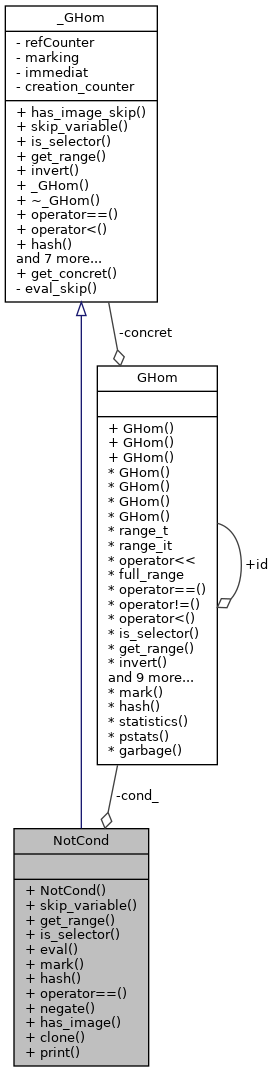 _GHom
- refCounter
- marking
- immediat
- creation_counter
+ has_image_skip()
+ skip_variable()
+ is_selector()
+ get_range()
+ invert()
+ _GHom()
+ ~_GHom()
+ operator==()
+ operator<()
+ hash()
and 7 more...
+ get_concret()
- eval_skip()
-concret
GHom
+ GHom()
+ GHom()
+ GHom()
* GHom()
* GHom()
* GHom()
* GHom()
* range_t
* range_it
* operator<<
* full_range
* operator==()
* operator!=()
* operator<()
* is_selector()
* get_range()
* invert()
and 9 more...
* mark()
* hash()
* statistics()
* pstats()
* garbage()
+id
-cond_
NotCond
+ NotCond()
+ skip_variable()
+ get_range()
+ is_selector()
+ eval()
+ mark()
+ hash()
+ operator==()
+ negate()
+ has_image()
+ clone()
+ print()